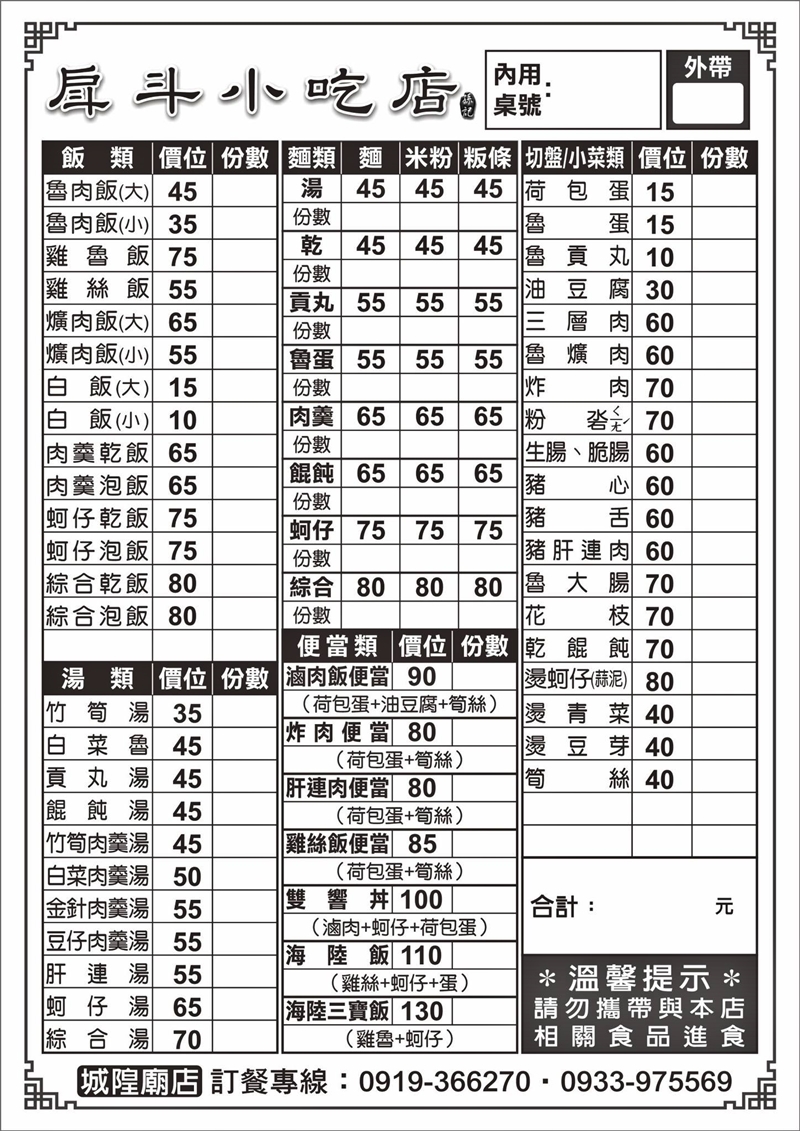 戽斗小吃店
內用
桌號：
外帶
飯類 價位 份數
魯肉飯(大) 45
魯肉飯(小) 35
雞魯飯 75
雞絲飯 55
爌肉飯(大) 65
爌肉飯(小) 55
白飯(大) 15
白飯(小) 10
肉羹乾飯 65
肉羹泡飯 65
蚵仔乾飯 75
蚵仔泡飯 75
綜合乾飯 80
綜合泡飯 80
湯類 價位 份數
竹筍湯 35
白菜魯 45
貢丸湯 45
餛飩湯 45
竹筍肉羹湯 45
白菜肉羹湯 50
金針肉羹湯 55
豆仔肉羹湯 55
肝連湯 55
蚵仔湯 65
綜合湯 70
麵類 麵 米粉 粄條
湯 45 45 45
份數
乾 45 45 45
份數
貢丸 55 55 55
份數
魯蛋 55 55 55
份數
肉羹 65 65 65
份數
餛飩 65 65 65
份數
蚵仔 75 75 75
份數
綜合 80 80 80
份數
便當類 價位 份數
滷肉飯便當 90
(荷包蛋+油豆腐+筍絲)
炸肉便當 80
(荷包蛋+筍絲)
肝連肉便當 80
(荷包蛋+筍絲)
雞絲飯便當 85
(荷包蛋+筍絲)
雙響丼 100
(滷肉+蚵仔+荷包蛋)
海陸飯 110
(雞絲+蚵仔+蛋)
海陸三寶飯 130
(雞魯+蚵仔)
切盤/小菜類 價位 份數
荷包蛋 15
魯蛋 15
魯貢丸 10
油豆腐 30
三層肉 60
魯爌肉 60
炸肉 70
粉 ㄑㄧㄤˊ 70
生腸、脆腸 60
豬心 60
豬舌 60
豬肝連肉 60
魯大腸 70
花枝 70
乾餛飩 70
燙蚵仔(蒜泥) 80
燙青菜 40
燙豆芽 40
筍絲 40
合計： 元
＊溫馨提示＊
請勿攜帶與本店
相關食品進食
城隍廟店 訂餐專線：0919-366270・0933-975569